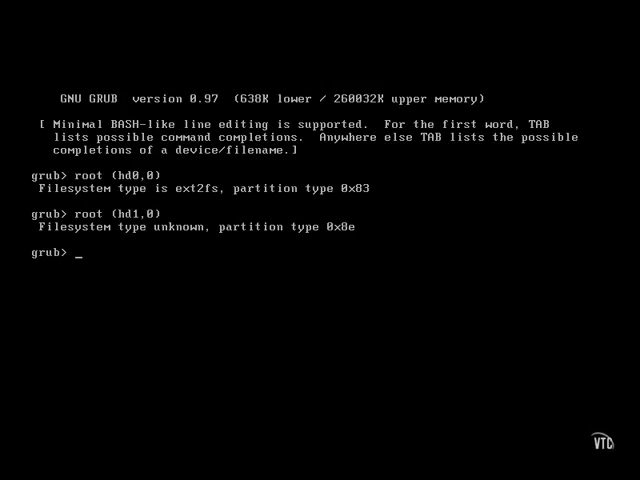 GNU GRUB  version 0.97  (638K lower / 260032K upper memory)
[ Minimal BASH-like line editing is supported.  For the first word, TAB
lists possible command completions.  Anywhere else TAB lists the possible
completions of a device/filename.]
grub> root (hd0,0)
Filesystem type is ext2fs, partition type 0x83
grub> root (hd1,0)
Filesystem type unknown, partition type 0x8e
grub> _
VTC